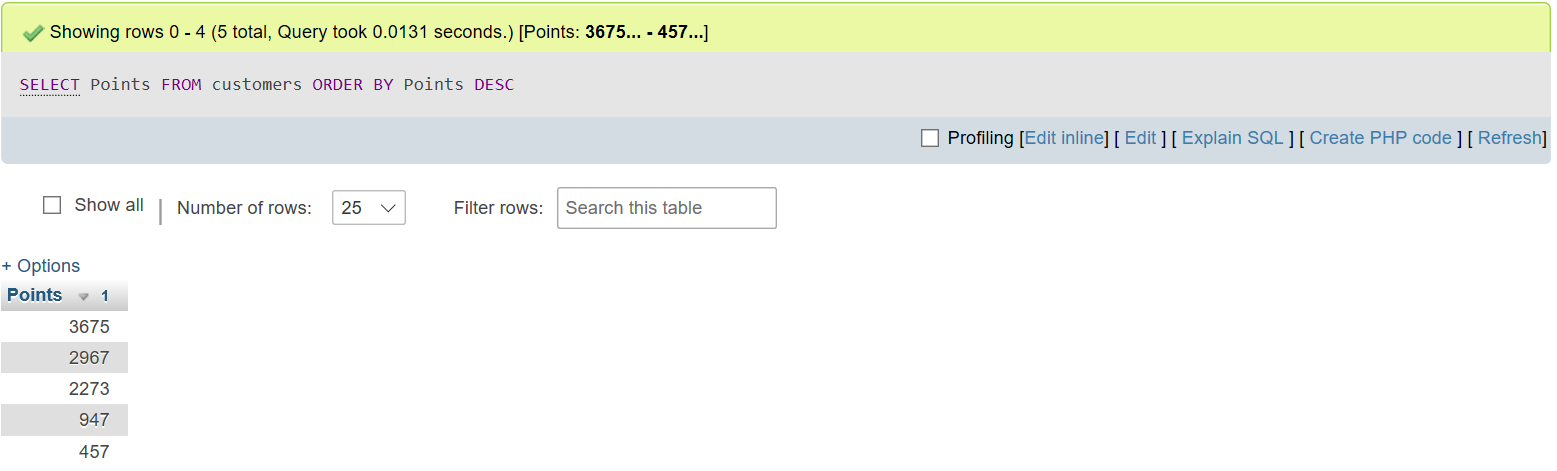 Showing rows 0 - 4 (5 total, Query took 0.0131 seconds.) [Points: 3675... - 457...]
SELECT Points FROM customers ORDER BY Points DESC
Profiling [Edit inline] [ Edit ] [ Explain SQL ] [ Create PHP code ] [ Refresh]
Show all | Number of rows: 25 Filter rows: Search this table
+ Options
Points 1
3675
2967
2273
947
457